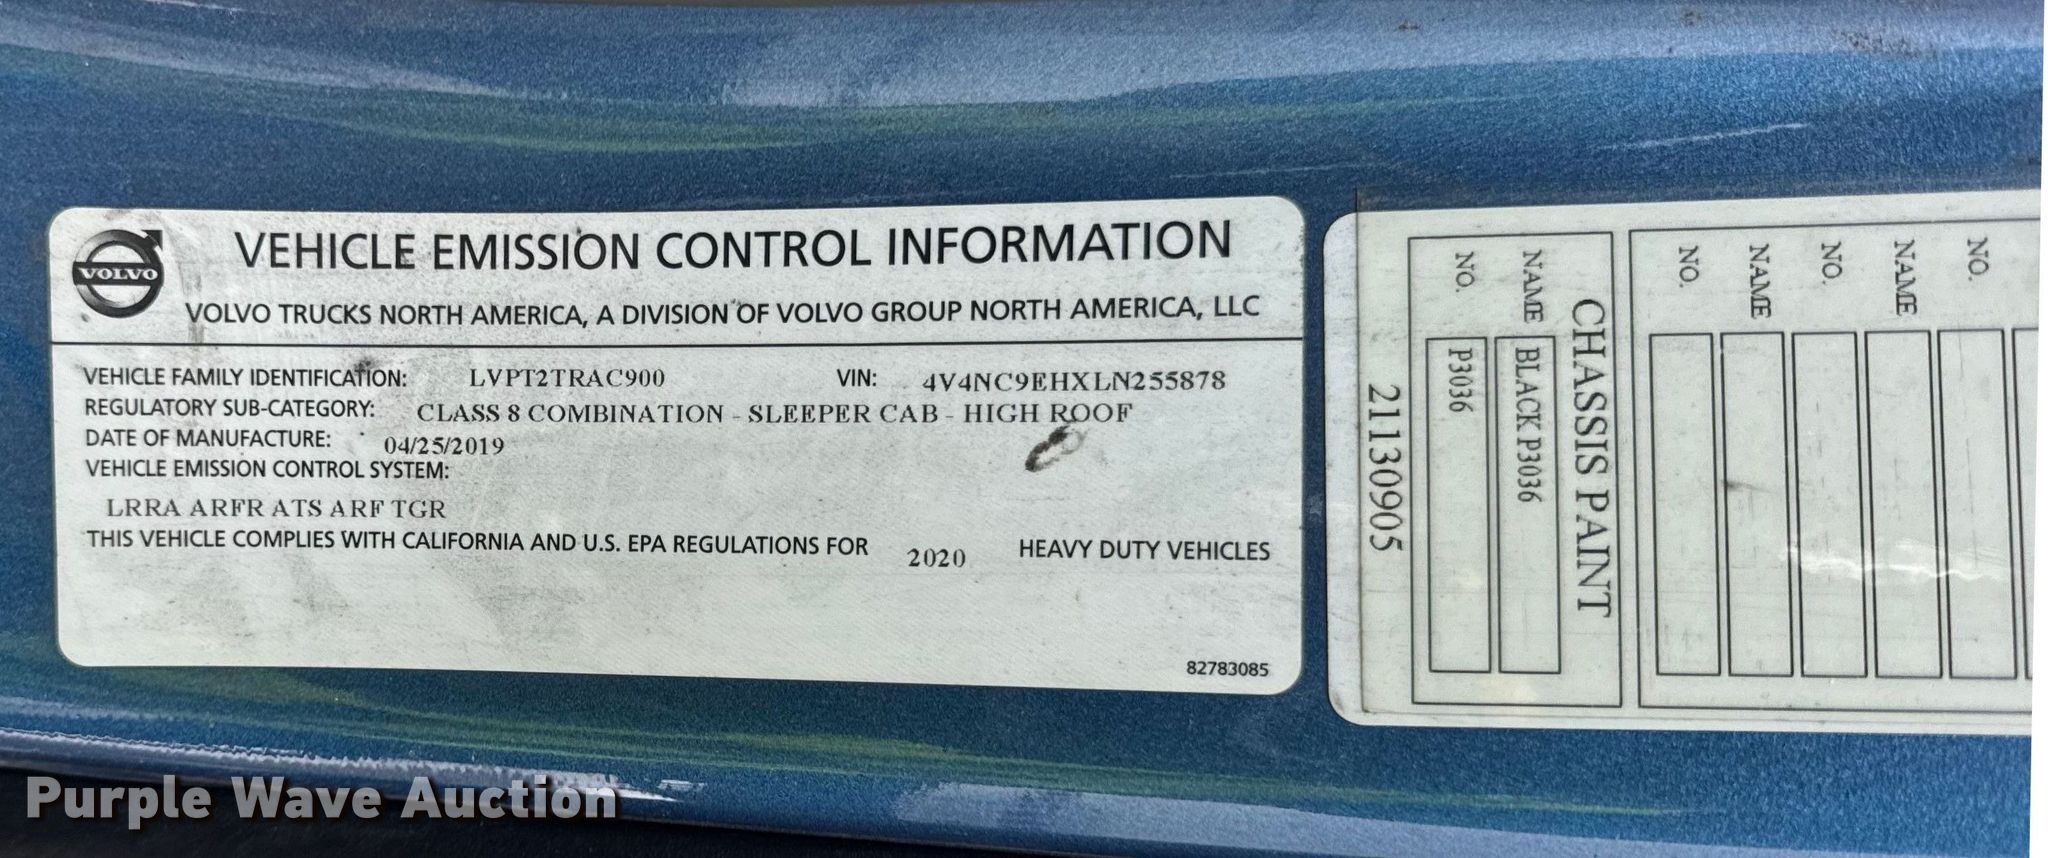 VOLVO
VEHICLE EMISSION CONTROL INFORMATION
VOLVO TRUCKS NORTH AMERICA, A DIVISION OF VOLVO GROUP NORTH AMERICA, LLC
VEHICLE FAMILY IDENTIFICATION: LVPT2TRAC900 VIN: 4V4NC9EHXLN255878
REGULATORY SUB-CATEGORY: CLASS 8 COMBINATION - SLEEPER CAB - HIGH ROOF
DATE OF MANUFACTURE: 04/25/2019
VEHICLE EMISSION CONTROL SYSTEM:
LRRA ARFR ATS ARF TGR
THIS VEHICLE COMPLIES WITH CALIFORNIA AND U.S. EPA REGULATIONS FOR 2020 HEAVY DUTY VEHICLES
82783085
NO.
NAME
NO.
NAME
NO.
CHASSIS PAINT
NAME BLACK P3036
NO. P3036
21130905
Purple Wave Auction